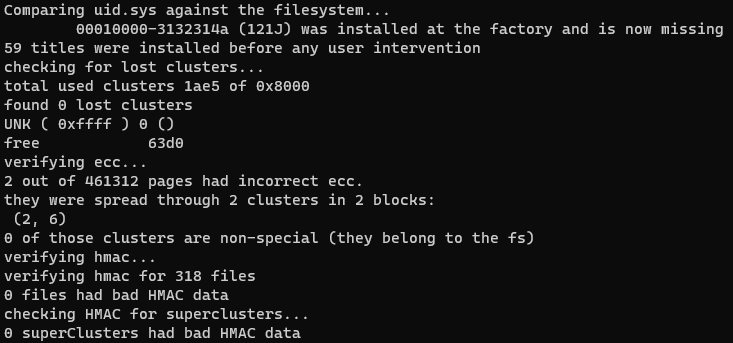 Comparing uid.sys against the filesystem...
        00010000-3132314a (121J) was installed at the factory and is now missing
59 titles were installed before any user intervention
checking for lost clusters...
total used clusters 1ae5 of 0x8000
found 0 lost clusters
UNK ( 0xffff ) 0 ()
free            63d0
verifying ecc...
2 out of 461312 pages had incorrect ecc.
they were spread through 2 clusters in 2 blocks:
 (2, 6)
0 of those clusters are non-special (they belong to the fs)
verifying hmac...
verifying hmac for 318 files
0 files had bad HMAC data
checking HMAC for superclusters...
0 superClusters had bad HMAC data